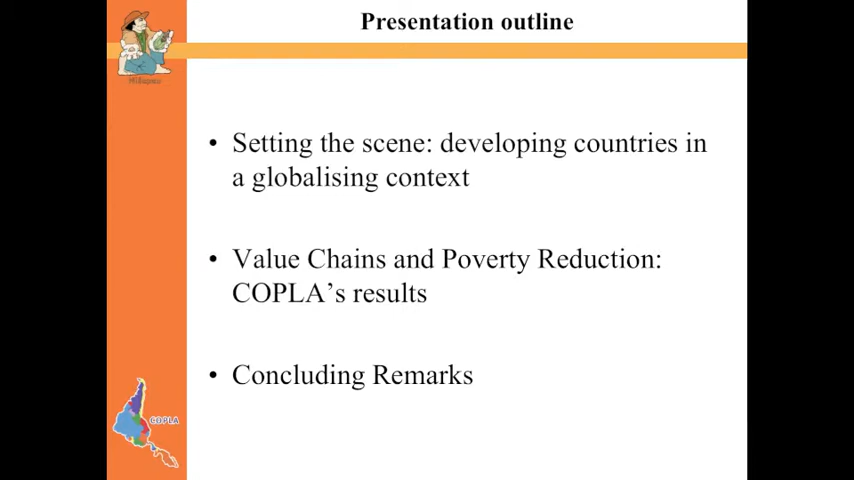 Presentation outline
• Setting the scene: developing countries in
a globalising context
• Value Chains and Poverty Reduction:
COPLA's results
• Concluding Remarks
COPLA